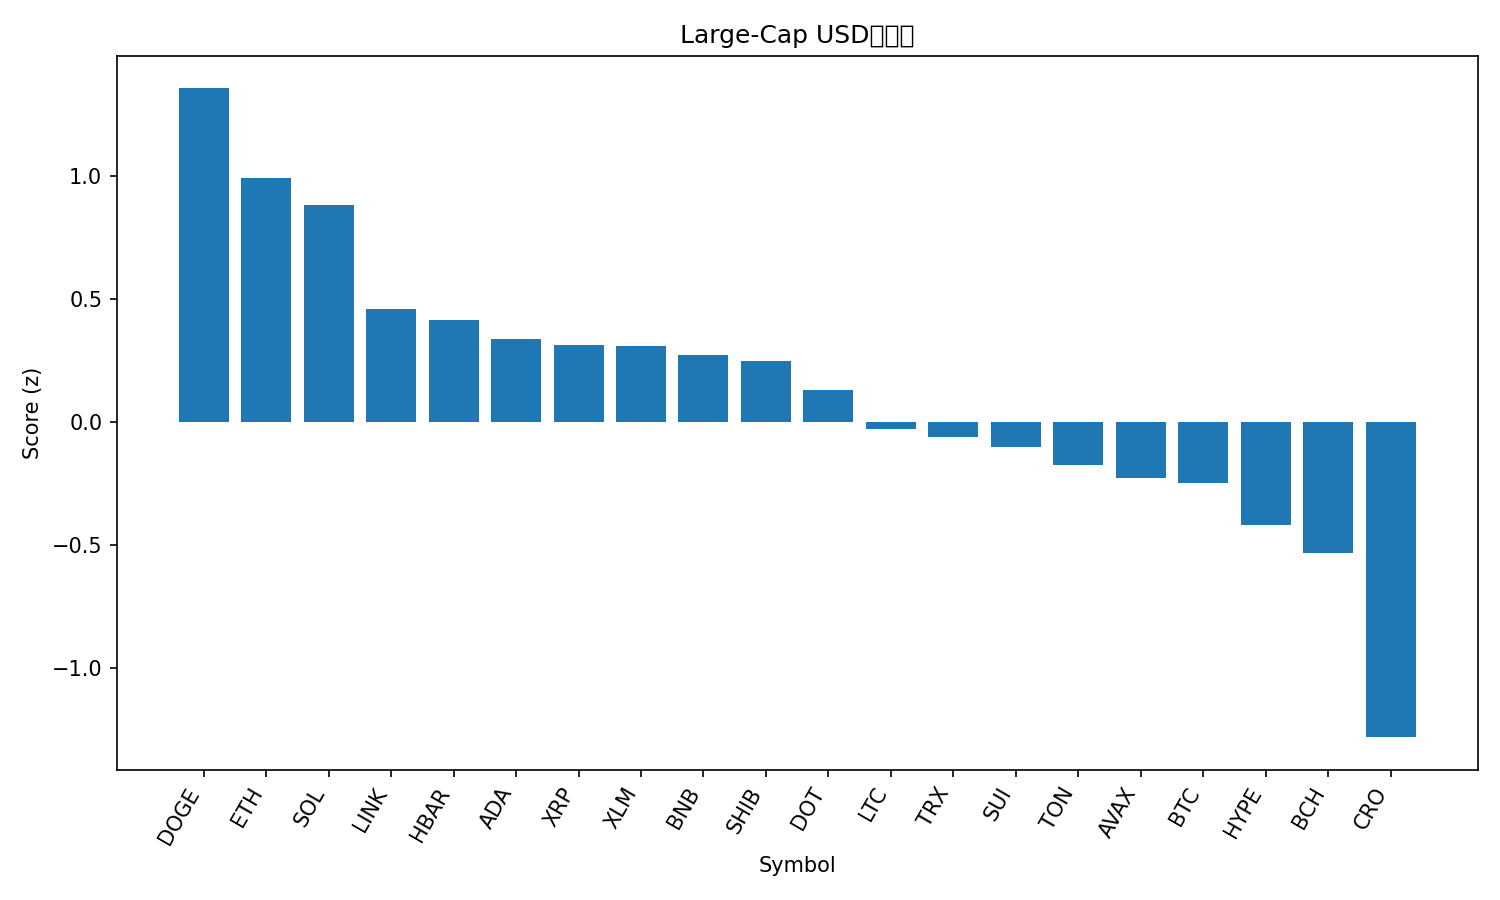 Large-Cap USD
Score (z)
1.0
0.5
0.0
−0.5
−1.0
DOGE
ETH
SOL
LINK
HBAR
ADA
XRP
XLM
BNB
SHIB
DOT
LTC
TRX
SUI
TON
AVAX
BTC
HYPE
BCH
CRO
Symbol